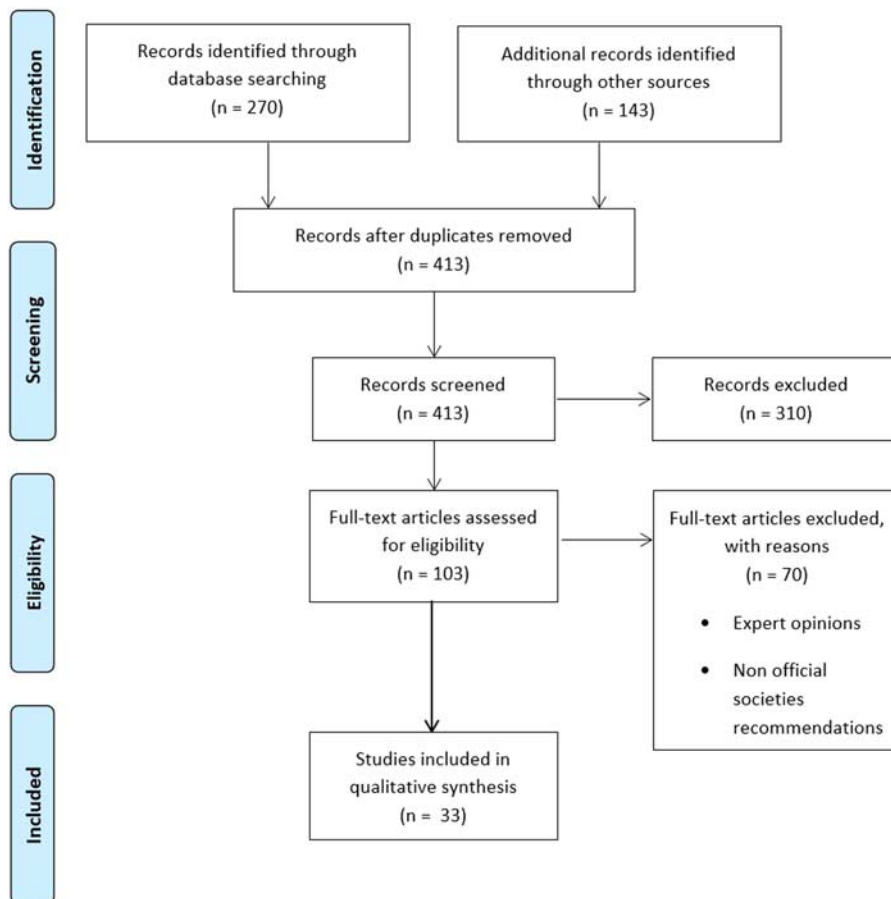 Identification
Records identified through
database searching
(n = 270)
Additional records identified
through other sources
(n = 143)
Records after duplicates removed
(n = 413)
Screening
Records screened
(n = 413)
Records excluded
(n = 310)
Eligibility
Full-text articles assessed
for eligibility
(n = 103)
Full-text articles excluded,
with reasons
(n = 70)
• Expert opinions
• Non official
societies
recommendations
Included
Studies included in
qualitative synthesis
(n = 33)